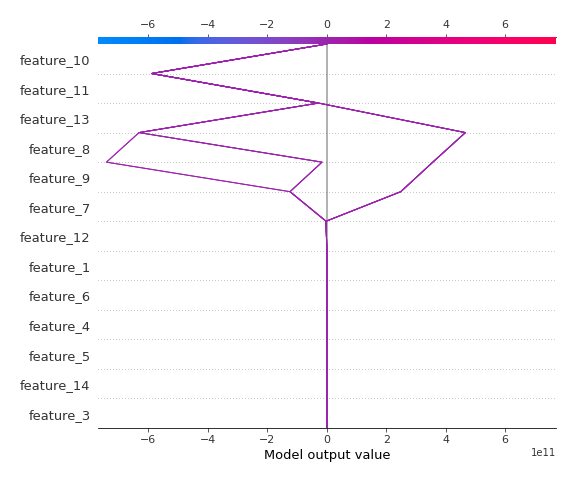 −6 −4 −2 0 2 4 6
feature_10
feature_11
feature_13
feature_8
feature_9
feature_7
feature_12
feature_1
feature_6
feature_4
feature_5
feature_14
feature_3
−6 −4 −2 0 2 4 6
Model output value 1e11